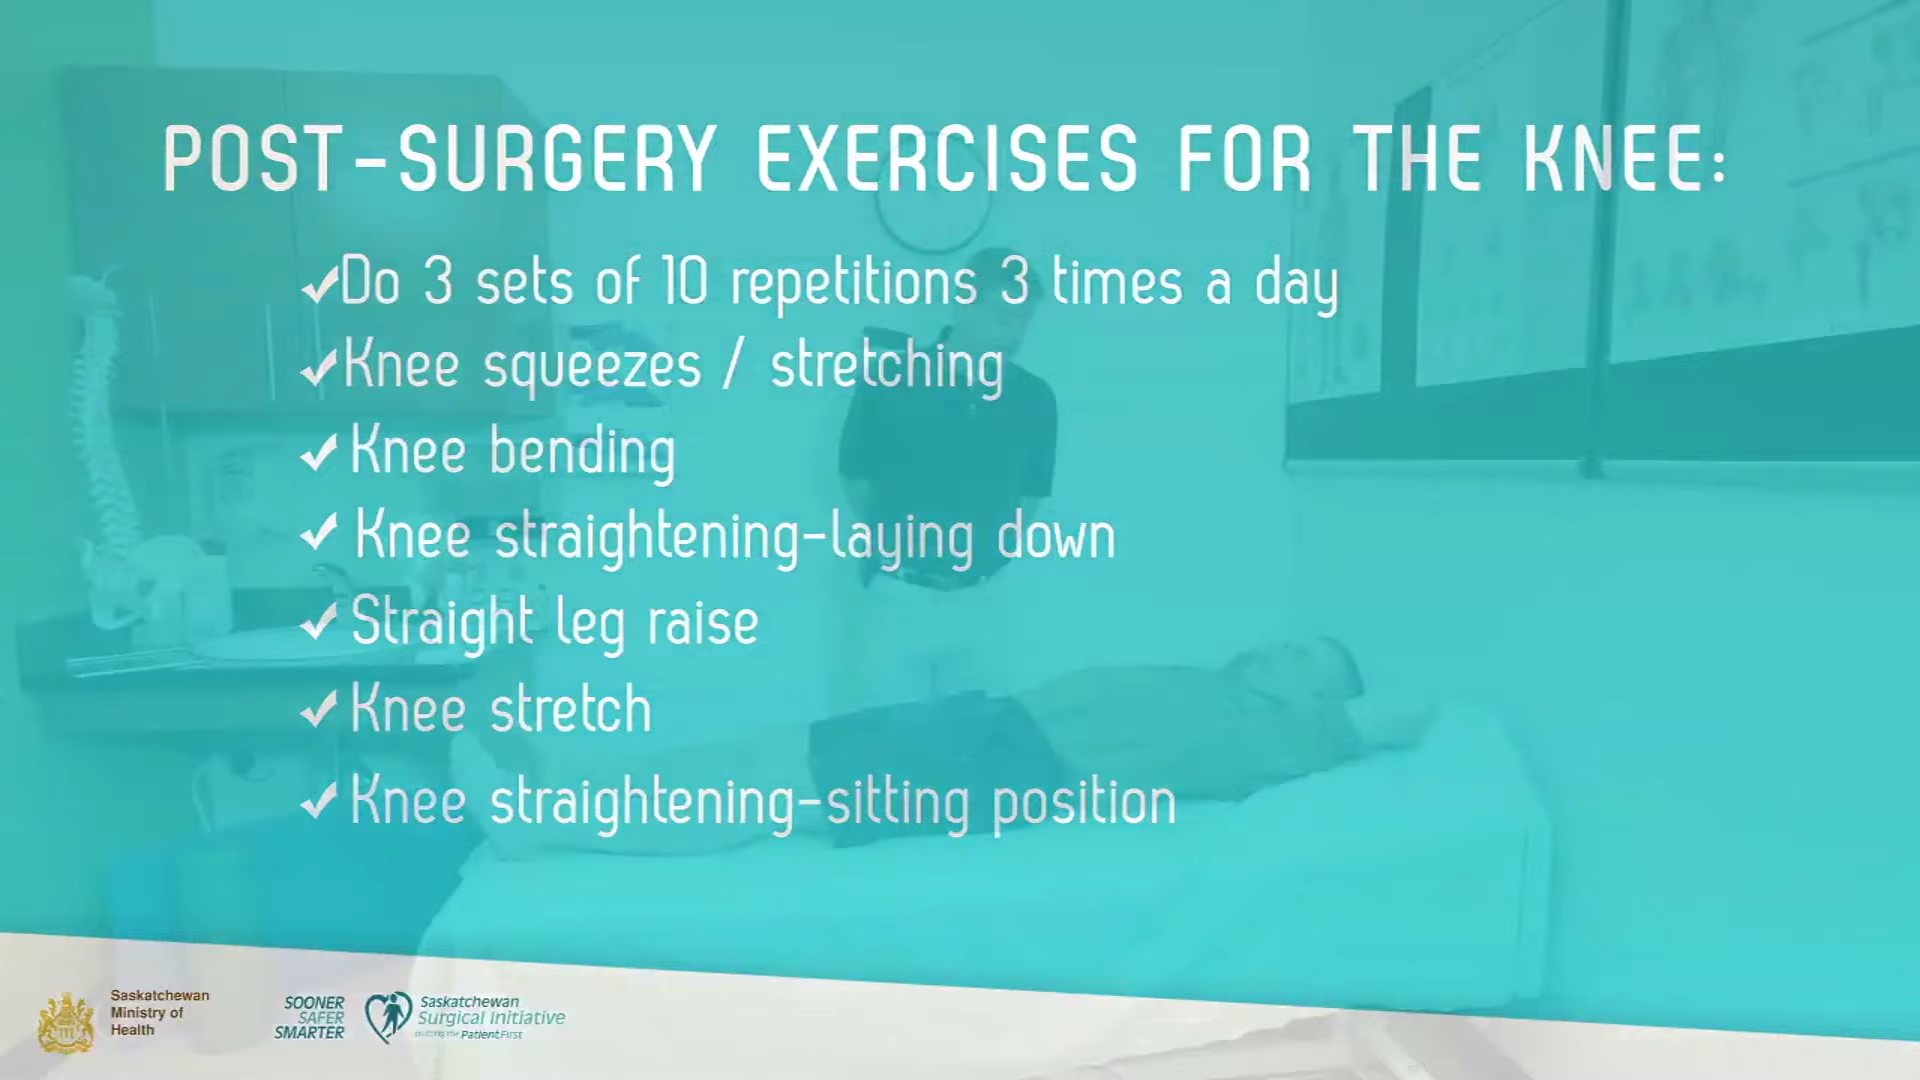 POST-SURGERY EXERCISES FOR THE KNEE:
Do 3 sets of 10 repetitions 3 times a day
Knee squeezes / stretching
Knee bending
Knee straightening-laying down
Straight leg raise
Knee stretch
Knee straightening-sitting position
Saskatchewan
Ministry of
Health
SOONER
SAFER
SMARTER
Saskatchewan
Surgical Initiative
putting the Patient First